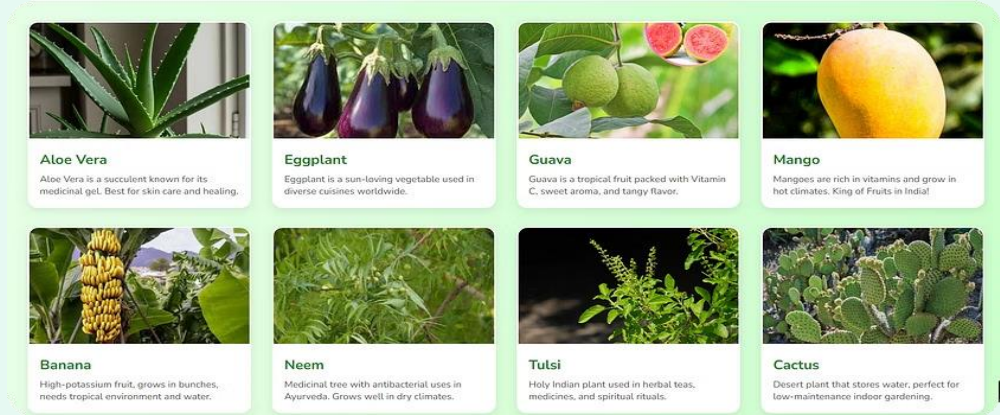 Aloe Vera
Aloe Vera is a succulent known for its
medicinal gel. Best for skin care and healing.
Eggplant
Eggplant is a sun-loving vegetable used in
diverse cuisines worldwide.
Guava
Guava is a tropical fruit packed with Vitamin
C, sweet aroma, and tangy flavor.
Mango
Mangoes are rich in vitamins and grow in
hot climates. King of Fruits in India!
Banana
High-potassium fruit, grows in bunches,
needs tropical environment and water.
Neem
Medicinal tree with antibacterial uses in
Ayurveda. Grows well in dry climates.
Tulsi
Holy Indian plant used in herbal teas,
medicines, and spiritual rituals.
Cactus
Desert plant that stores water, perfect for
low-maintenance indoor gardening.